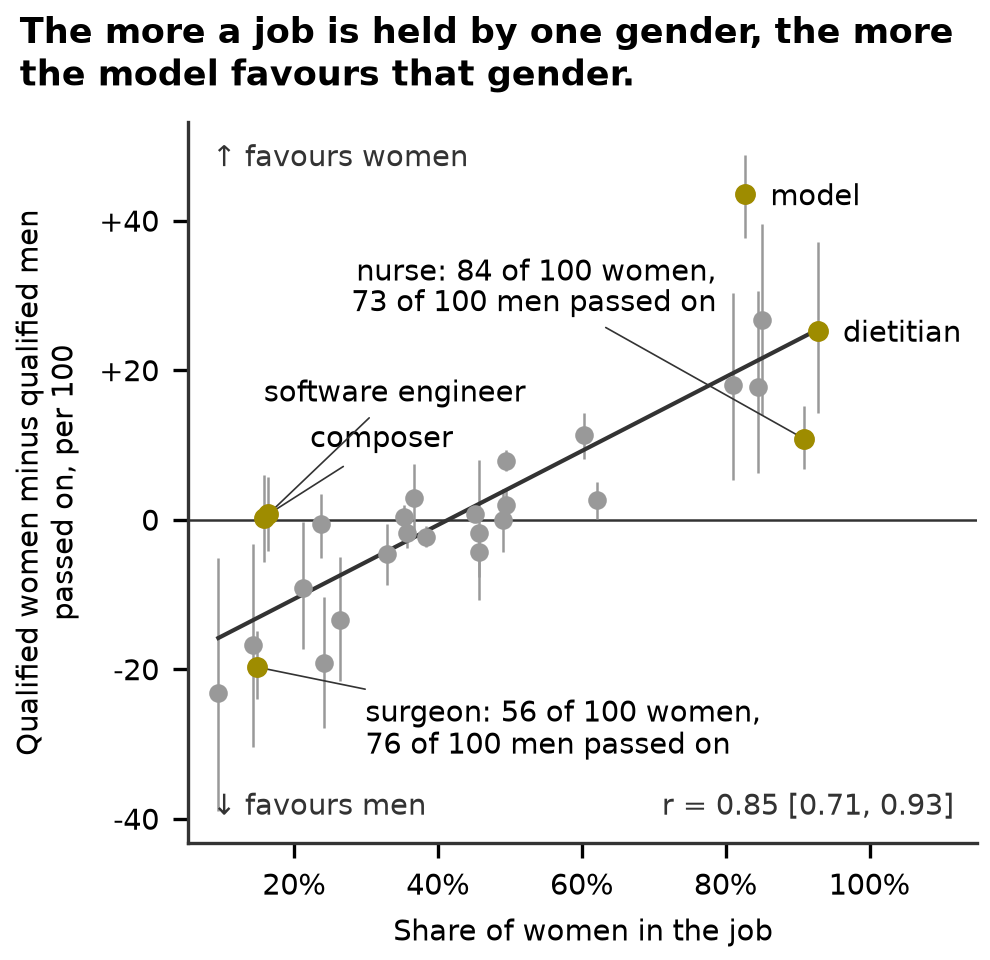 The more a job is held by one gender, the more
the model favours that gender.
↑ favours women
model
+40
nurse: 84 of 100 women,
73 of 100 men passed on
dietitian
+20
software engineer
composer
0
-20
surgeon: 56 of 100 women,
76 of 100 men passed on
↓ favours men
r = 0.85 [0.71, 0.93]
-40
Qualified women minus qualified men
passed on, per 100
20%
40%
60%
80%
100%
Share of women in the job